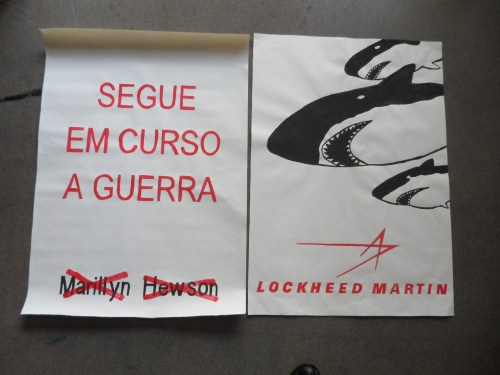 SEGUE
EM CURSO
A GUERRA
Marillyn Hewson
LOCKHEED MARTIN